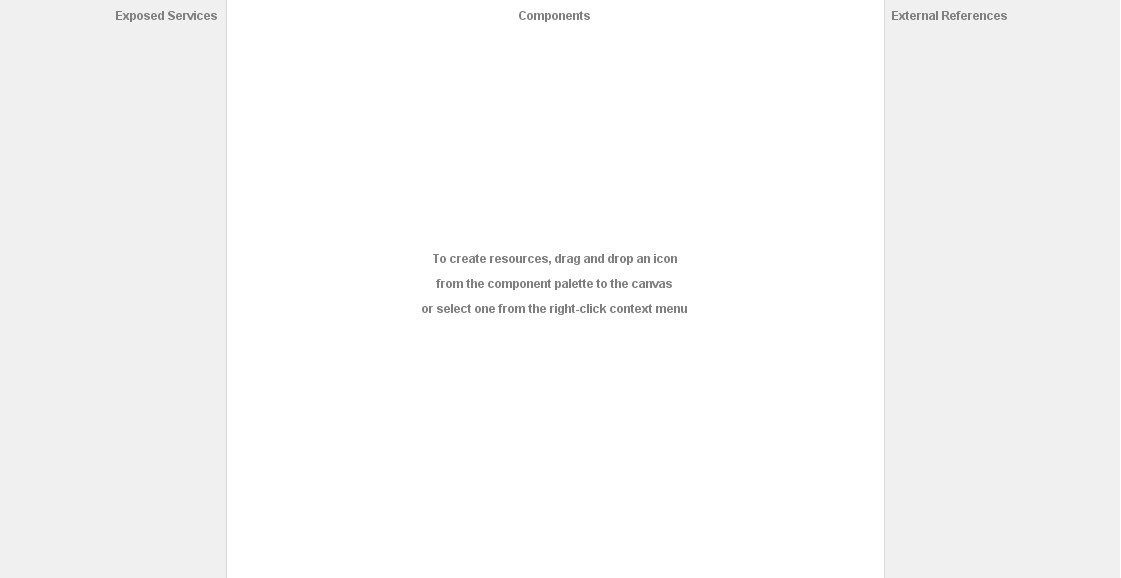 Exposed Services
Components
External References
To create resources, drag and drop an icon
from the component palette to the canvas
or select one from the right-click context menu